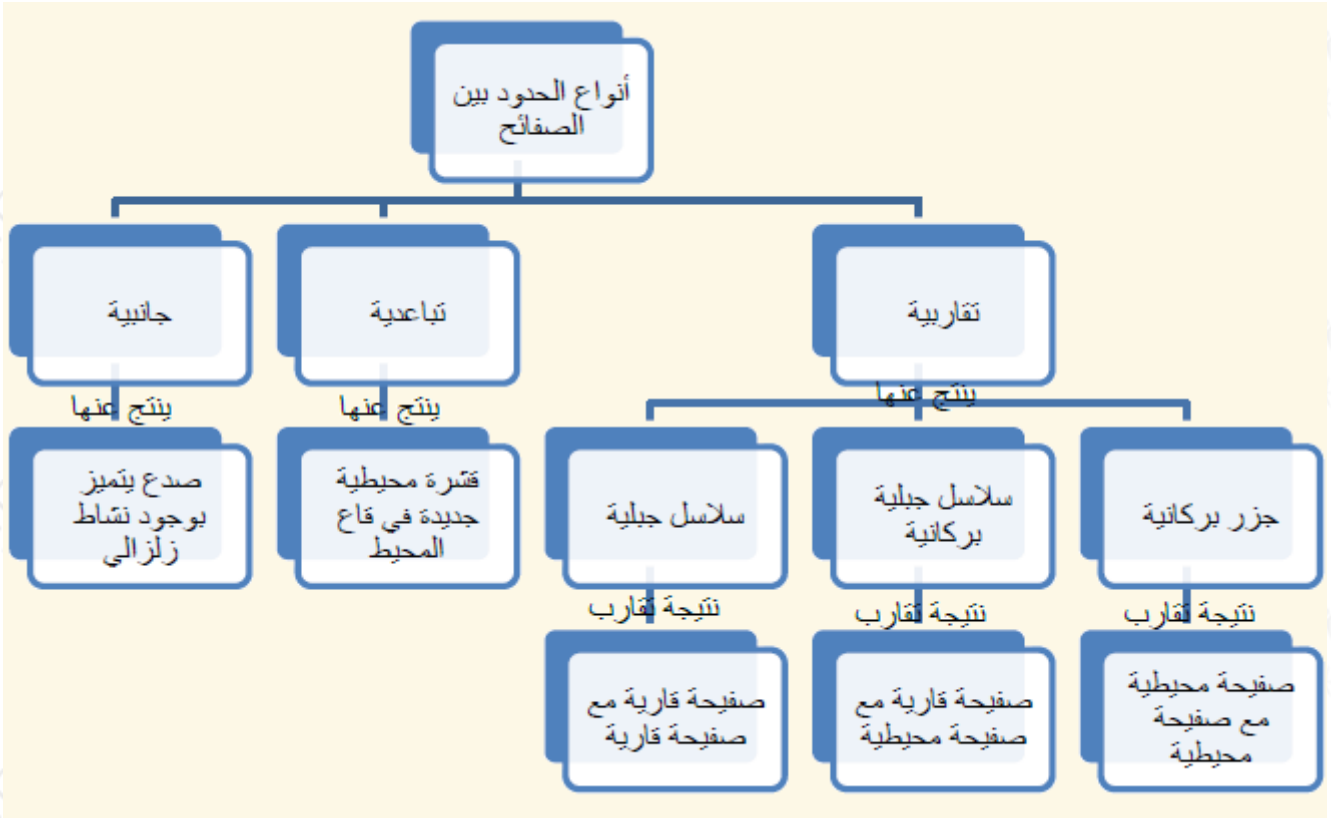 أنواع الحدود بين
الصفائح
تقاربية
تباعدية
جانبية
ينتج عنها
ينتج عنها
ينتج عنها
جزر بركانية
سلاسل جبلية
بركانية
سلاسل جبلية
قشرة محيطية
جديدة في قاع
المحيط
صدع يتميز
بوجود نشاط
زلزالي
نتيجة تقارب
نتيجة تقارب
نتيجة تقارب
صفيحة محيطية
مع صفيحة
محيطية
صفيحة قارية مع
صفيحة محيطية
صفيحة قارية مع
صفيحة قارية